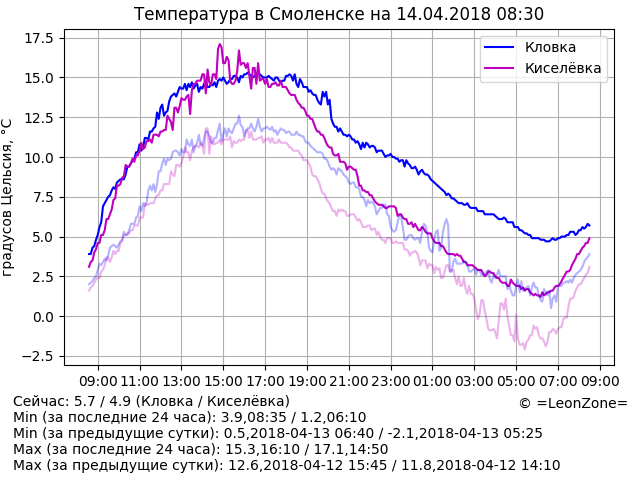 Температура в Смоленске на 14.04.2018 08:30
17.5
15.0
12.5
10.0
7.5
5.0
2.5
0.0
−2.5
градусов Цельсия, °C
Кловка
Киселёвка
09:00 11:00 13:00 15:00 17:00 19:00 21:00 23:00 01:00 03:00 05:00 07:00 09:00
Сейчас: 5.7 / 4.9 (Кловка / Киселёвка)
© =LeonZone=
Min (за последние 24 часа): 3.9,08:35 / 1.2,06:10
Min (за предыдущие сутки): 0.5,2018-04-13 06:40 / -2.1,2018-04-13 05:25
Max (за последние 24 часа): 15.3,16:10 / 17.1,14:50
Max (за предыдущие сутки): 12.6,2018-04-12 15:45 / 11.8,2018-04-12 14:10